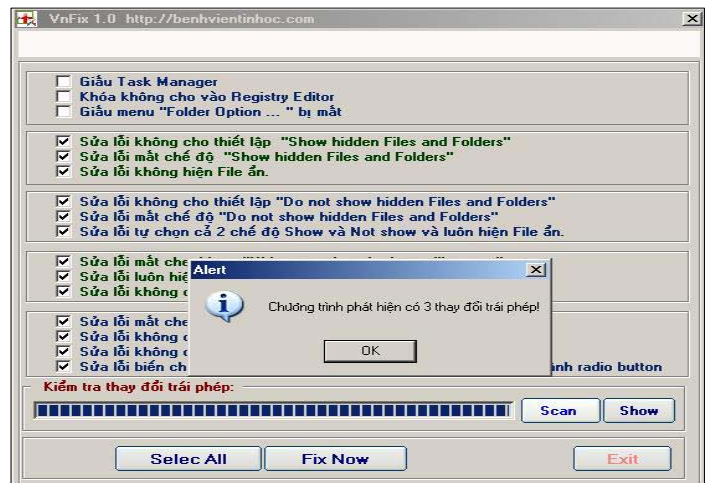 VnFix 1.0 http://benhvientinhoc.com
Giấu Task Manager
Khóa không cho vào Registry Editor
Giấu menu "Folder Option ... " bị mất
Sửa lỗi không cho thiết lập "Show hidden Files and Folders"
Sửa lỗi mất chế độ "Show hidden Files and Folders"
Sửa lỗi không hiện File ẩn.
Sửa lỗi không cho thiết lập "Do not show hidden Files and Folders"
Sửa lỗi mất chế độ "Do not show hidden Files and Folders"
Sửa lỗi tự chọn cả 2 chế độ Show và Not show và luôn hiện File ẩn.
Sửa lỗi mất che
Sửa lỗi luôn hiệ
Sửa lỗi không c
Alert
Chương trình phát hiện có 3 thay đổi trái phép!
OK
Sửa lỗi mất che
Sửa lỗi không c
Sửa lỗi không c
Sửa lỗi biến ch ành radio button
Kiểm tra thay đổi trái phép:
Scan Show
Selec All Fix Now Exit